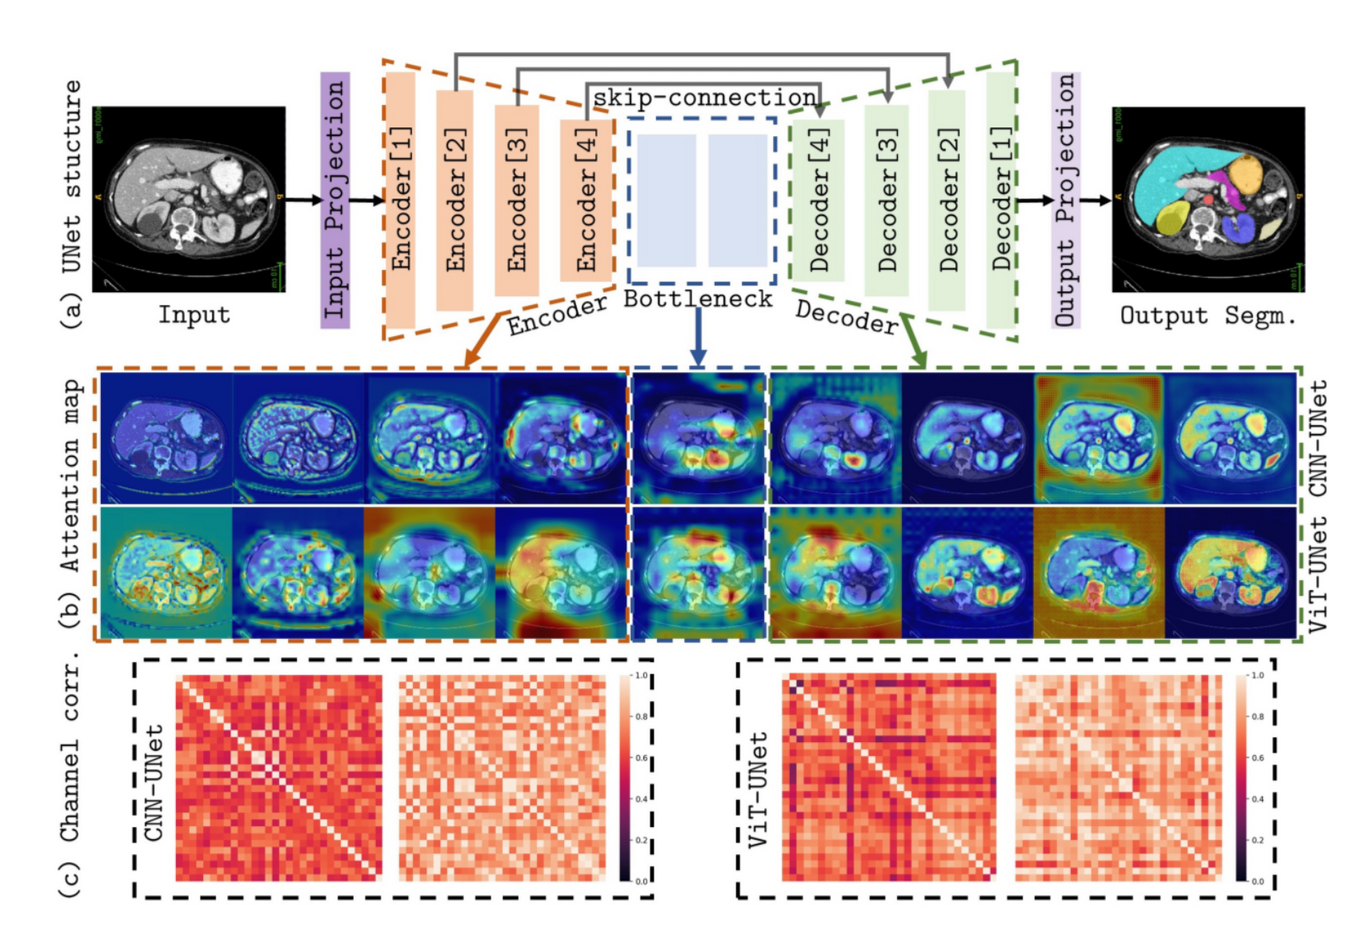 (a) UNet stucture
Input
Input Projection
Encoder[1]
Encoder[2]
Encoder[3]
Encoder[4]
Encoder
skip-connection
Bottleneck
Decoder[4]
Decoder[3]
Decoder[2]
Decoder[1]
Decoder
Output Projection
Output Segm.
(b) Attention map
CNN-UNet
ViT-UNet
(c) Channel corr.
CNN-UNet
1.0
0.8
0.6
0.4
0.2
0.0
ViT-UNet
1.0
0.8
0.6
0.4
0.2
0.0